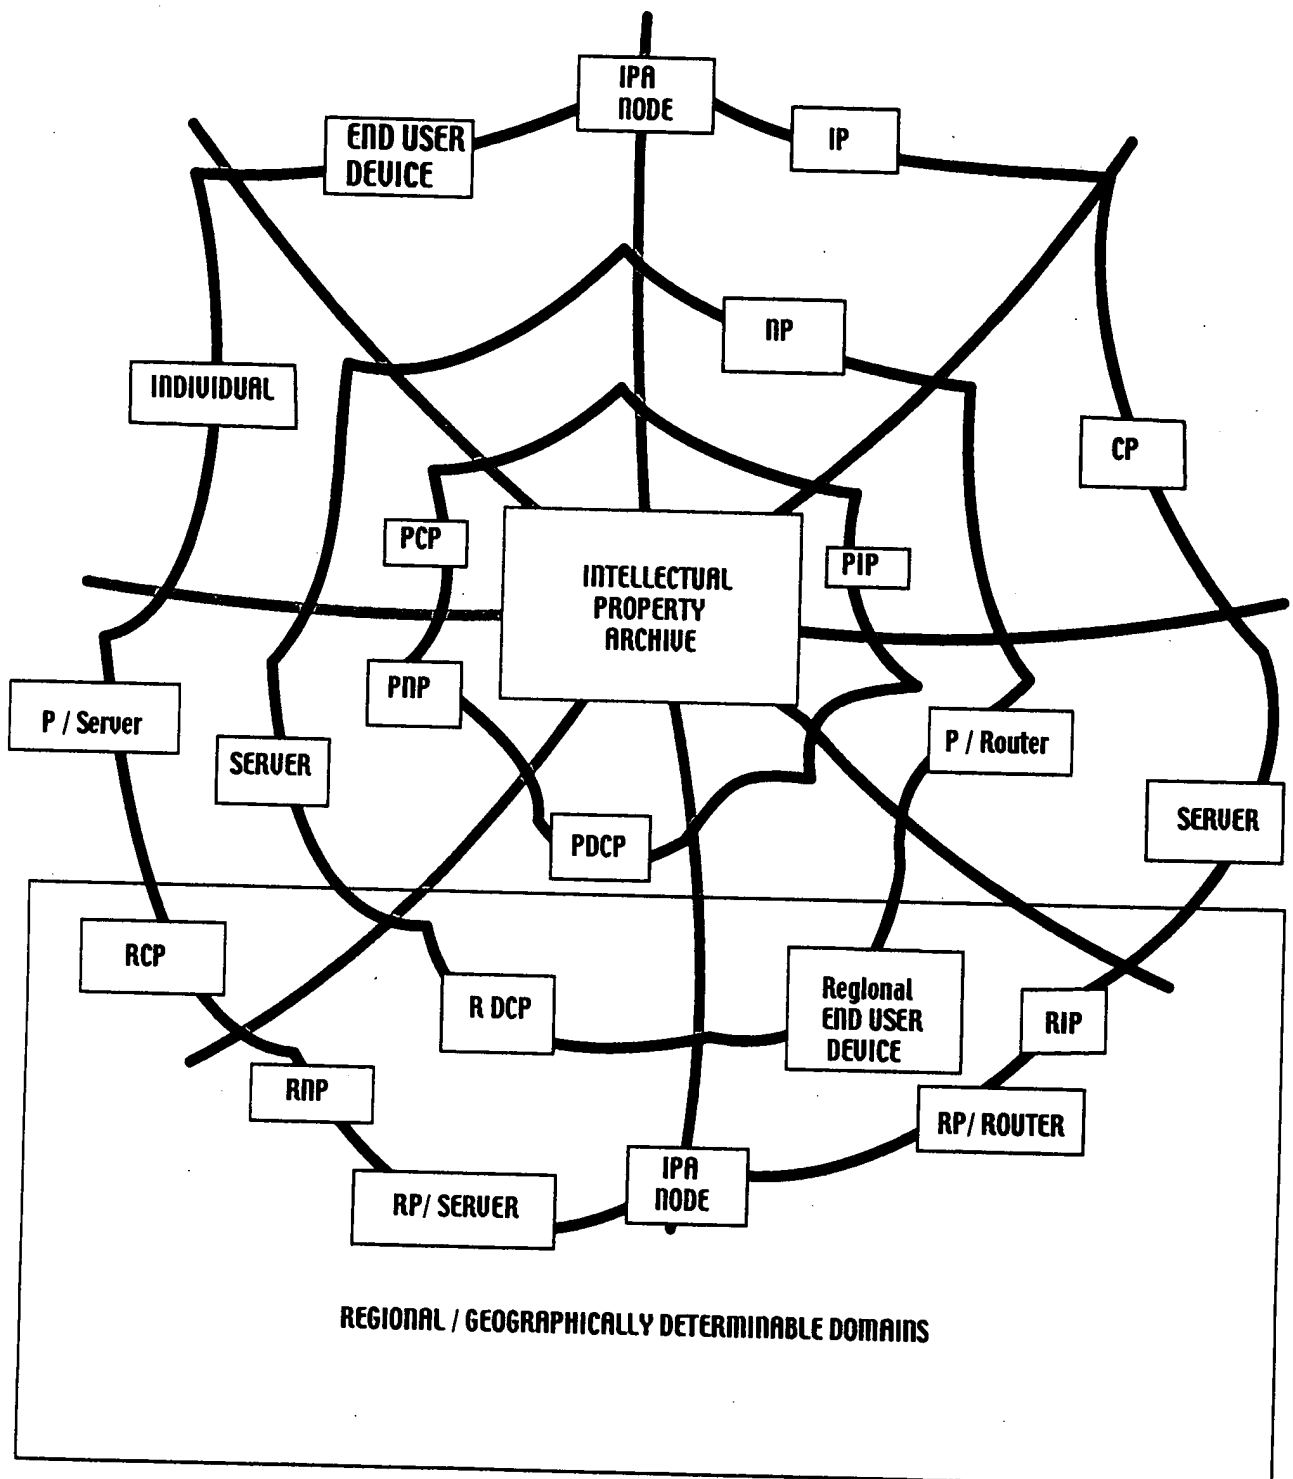 IPA
NODE
END USER
DEVICE
IP
NP
INDIVIDUAL
CP
PCP
PIP
INTELLECTUAL
PROPERTY
ARCHIVE
PNP
P / Server
SERVER
P / Router
SERVER
PDCP
RCP
R DCP
Regional
END USER
DEVICE
RIP
RNP
RP/ ROUTER
RP/ SERVER
IPA
NODE
REGIONAL / GEOGRAPHICALLY DETERMINABLE DOMAINS